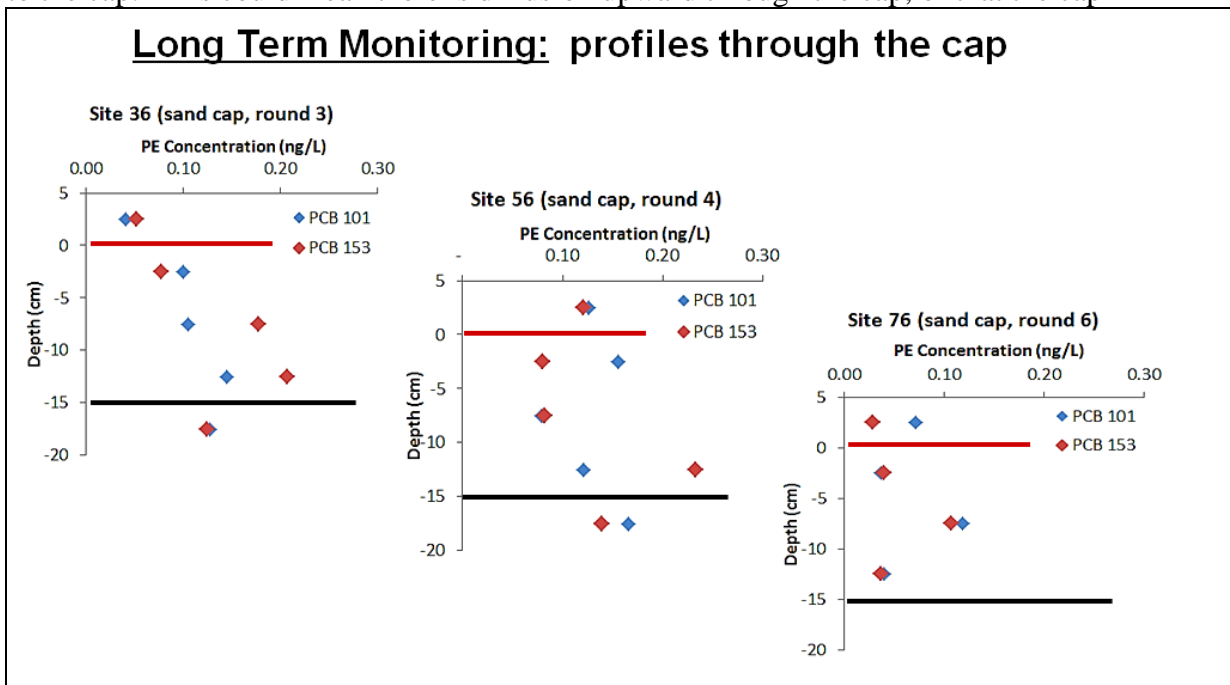 Long Term Monitoring: profiles through the cap
Site 36 (sand cap, round 3)
PE Concentration (ng/L)
0.00 0.10 0.20 0.30
5
0
-5
-10
-15
-20
Depth (cm)
PCB 101
PCB 153
Site 56 (sand cap, round 4)
PE Concentration (ng/L)
- 0.10 0.20 0.30
5
0
-5
-10
-15
-20
Depth (cm)
PCB 101
PCB 153
Site 76 (sand cap, round 6)
PE Concentration (ng/L)
0.00 0.10 0.20 0.30
5
0
-5
-10
-15
-20
Depth (cm)
PCB 101
PCB 153